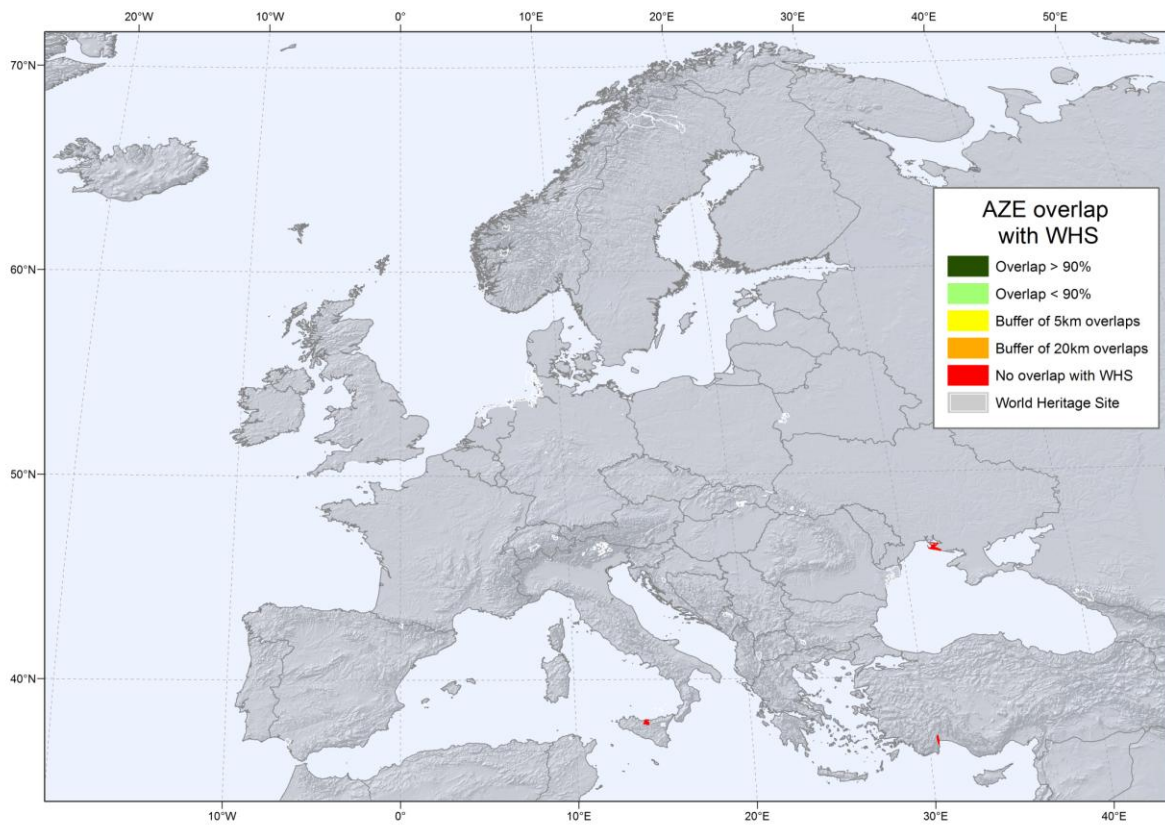 20°W 10°W 0° 10°E 20°E 30°E 40°E 50°E
70°N
60°N
50°N
40°N
AZE overlap
with WHS
Overlap > 90%
Overlap < 90%
Buffer of 5km overlaps
Buffer of 20km overlaps
No overlap with WHS
World Heritage Site
10°W 0° 10°E 20°E 30°E 40°E